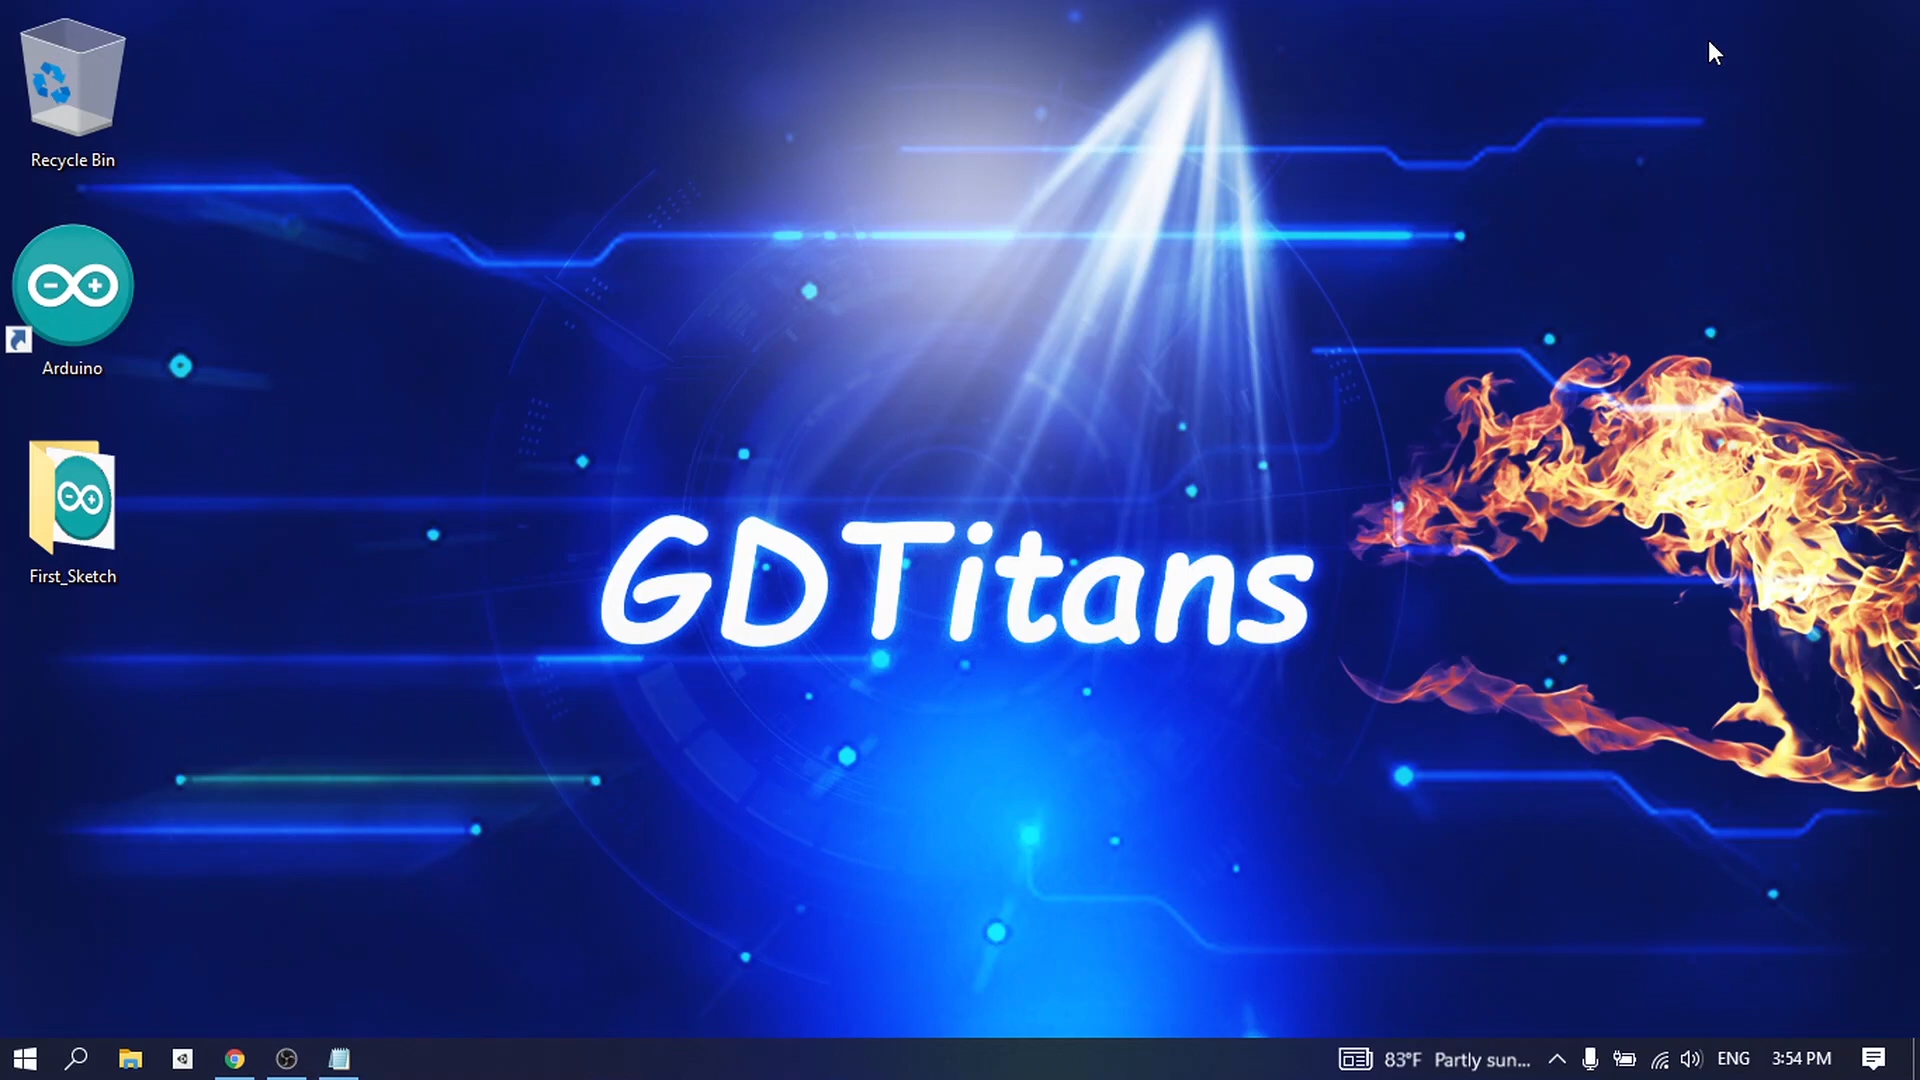 Recycle Bin
Arduino
First_Sketch
GDTitans
83°F Partly sun...
ENG
3:54 PM